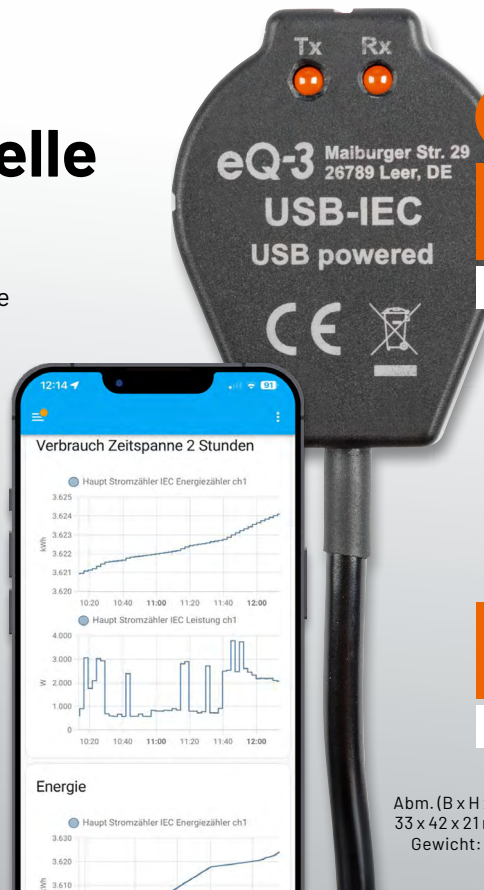 Tx Rx
elle
eQ-3 Maiburger Str. 29
26789 Leer, DE
USB-IEC
USB powered
e
CE
12:14
91
Verbrauch Zeitspanne 2 Stunden
Haupt Stromzähler IEC Energiezähler ch1
3.625
3.624
3.623
3.622
3.621
3.620
kWh
10:20 10:40 11:00 11:20 11:40 12:00
Haupt Stromzähler IEC Leistung ch1
4.000
3.000
2.000
1.000
0
W
10:20 10:40 11:00 11:20 11:40 12:00
Energie
Haupt Stromzähler IEC Energiezähler ch1
3.630
3.620
3.610
kWh
Abm. (B x H
33 x 42 x 21
Gewicht: